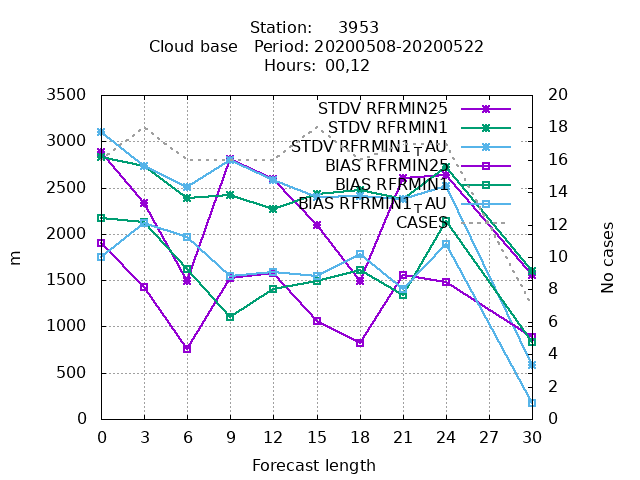 Station: 3953
Cloud base Period: 20200508-20200522
Hours: 00,12
3500
3000
2500
2000
1500
1000
500
0
m
STDV RFRMIN25
STDV RFRMIN1
STDV RFRMIN1_T_AU
BIAS RFRMIN25
BIAS RFRMIN1
BIAS RFRMIN1_T_AU
CASES
20
18
16
14
12
10
8
6
4
2
0
No cases
0 3 6 9 12 15 18 21 24 27 30
Forecast length